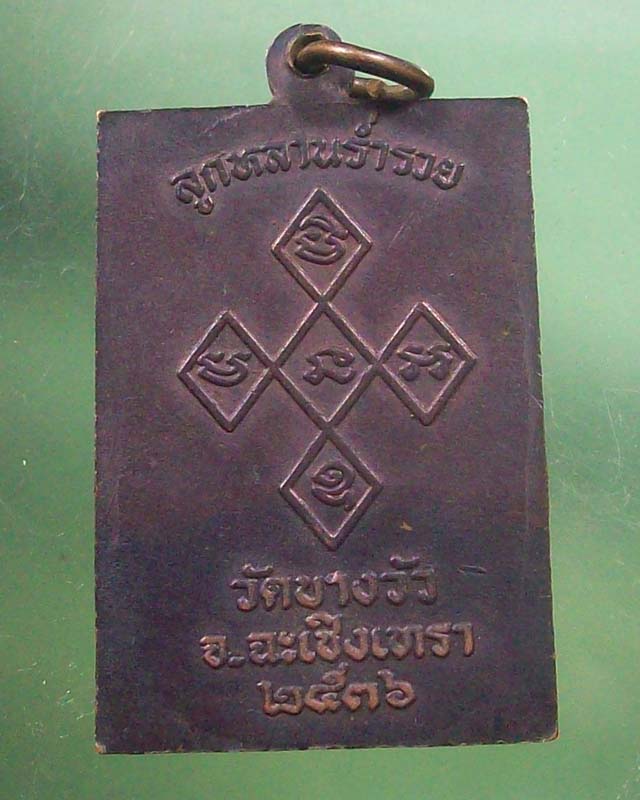 ลูกหลานร่ำรวย
วัดบางวัว
จ.ฉะเชิงเทรา
๒๕๓๖